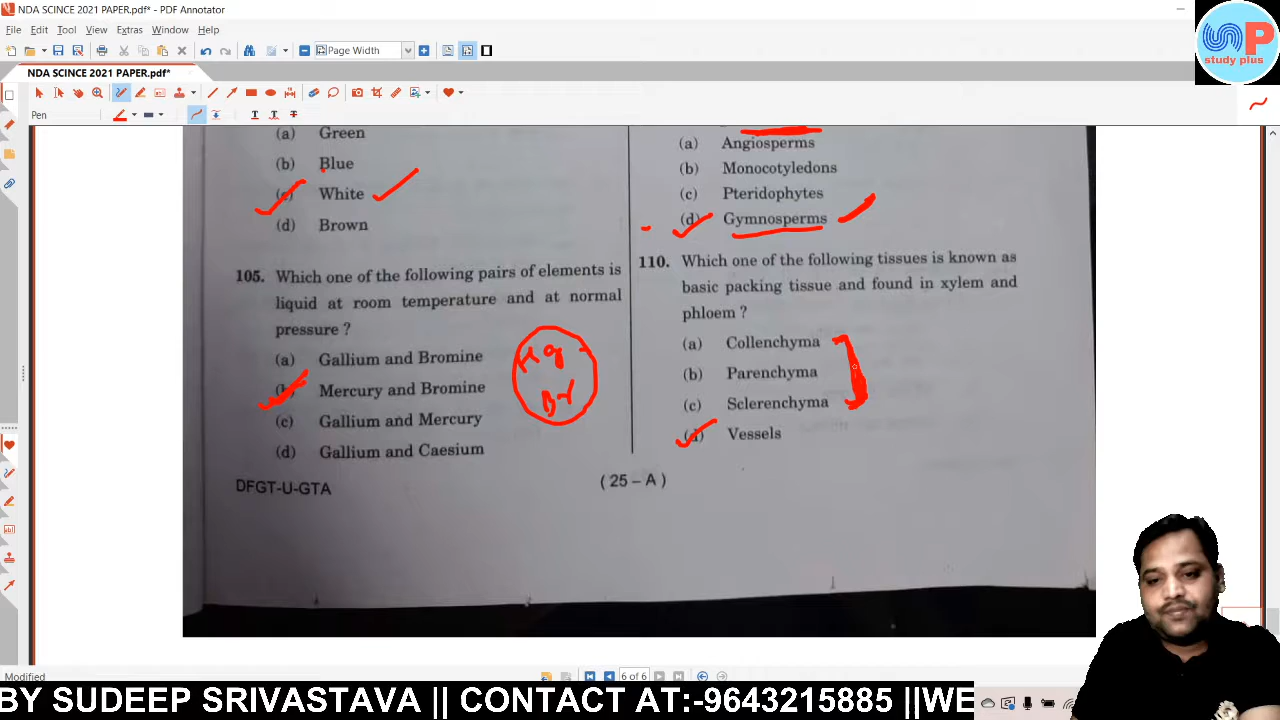 NDA SCINCE 2021 PAPER.pdf* - PDF Annotator
File Edit Tool View Extras Window Help
Page Width
NDA SCINCE 2021 PAPER.pdf*
Pen
SP
study plus
(a) Green
(b) Blue
(c) White
(d) Brown
105. Which one of the following pairs of elements is
liquid at room temperature and at normal
pressure ?
(a) Gallium and Bromine
(b) Mercury and Bromine
(c) Gallium and Mercury
(d) Gallium and Caesium
Hg
Br
DFGT-U-GTA
(a) Angiosperms
(b) Monocotyledons
(c) Pteridophytes
(d) Gymnosperms
110. Which one of the following tissues is known as
basic packing tissue and found in xylem and
phloem ?
(a) Collenchyma
(b) Parenchyma
(c) Sclerenchyma
(d) Vessels
( 25 – A )
Modified
6 of 6
BY SUDEEP SRIVASTAVA || CONTACT AT:-9643215885 ||WE